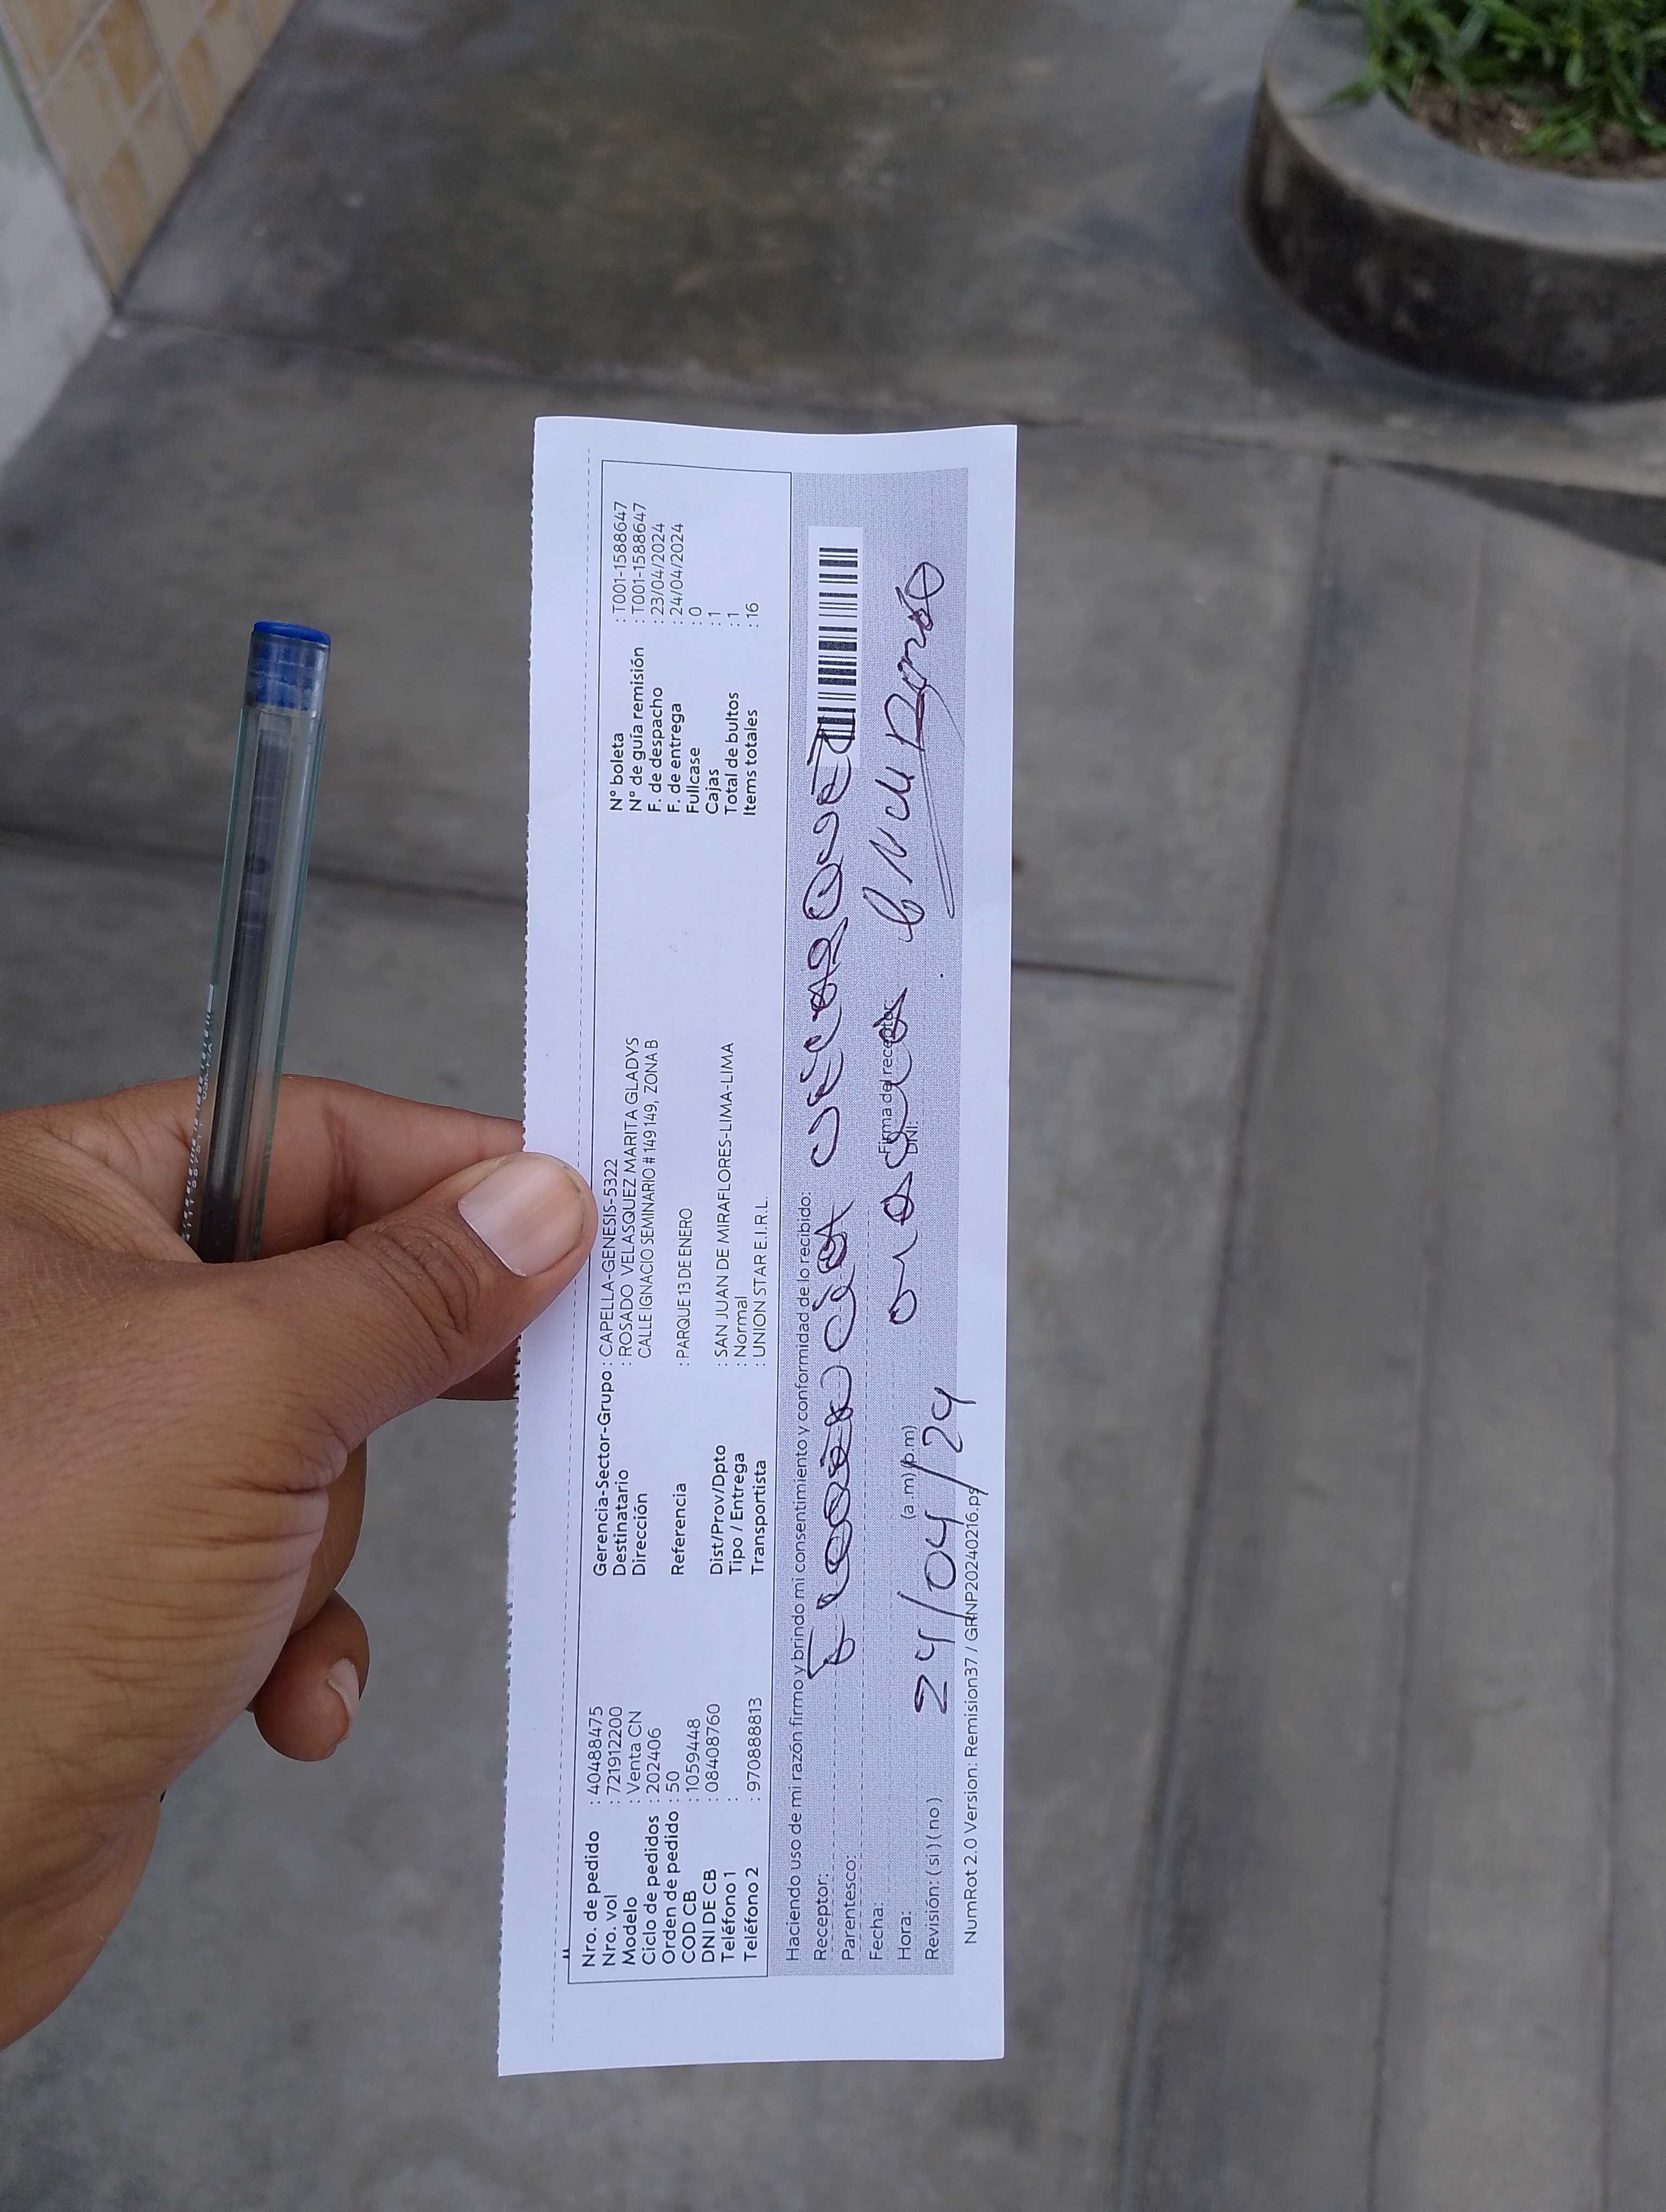 Nro. de pedido : 40488475
Nro. vol : 721912200
Modelo : Venta CN
Ciclo de pedidos : 202406
Orden de pedido : 50
COD CB : 10594448
DNI DE CB : 08408760
Teléfono 1 :
Teléfono 2 : 970888813
Gerencia-Sector-Grupo : CAPELLA-GENESIS-5322
Destinatario : ROSADO VELASQUEZ MARITA GLADYS
Dirección CALLE IGNACIO SEMINARIO # 149 149, ZONA B
Referencia : PARQUE 13 DE ENERO
Dist/Prov/Dpto : SAN JUAN DE MIRAFLORES-LIMA-LIMA
Tipo / Entrega : Normal
Transportista : UNION STAR E.I.R.L.
N° boleta : T001-1588647
N° de guía remisión : T001-1588647
F. de despacho : 23/04/2024
F. de entrega : 24/04/2024
Fullcase : 0
Cajas : 1
Total de bultos : 1
Items totales : 16
Haciendo uso de mi razón firmo y brindo mi consentimiento y conformidad de lo recibido:
Receptor:
Parentesco:
Fecha:
Firma del receptor
Hora: (a.m) (p.m)
DNI:
24/04/24
Revisión: ( si ) ( no )
NumRot 2.0 Version: Remision37 / GRNP20240216.ps